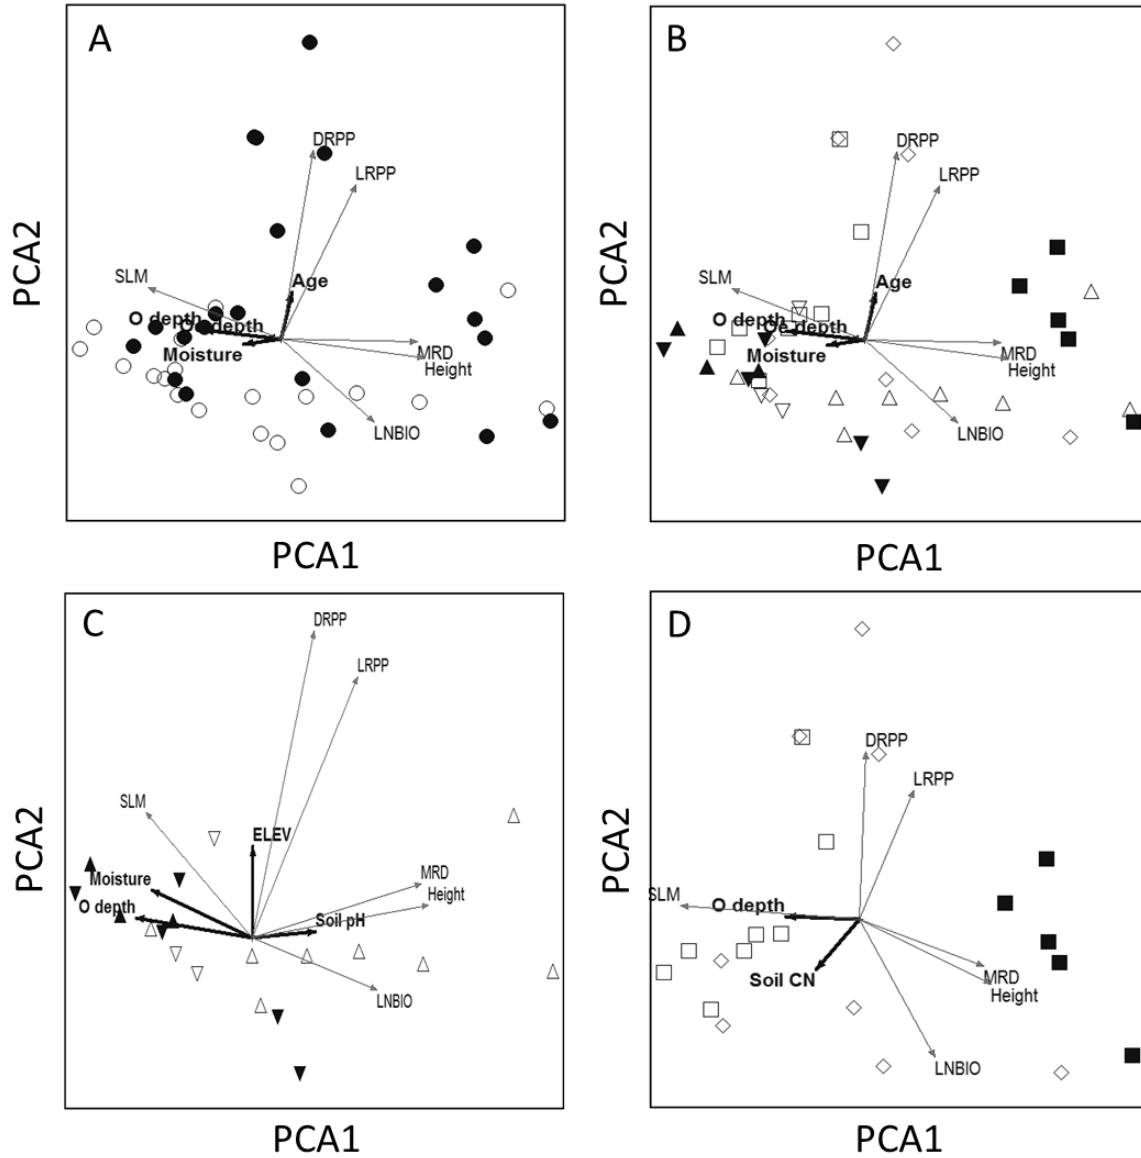 A
DRPP
LRPP
SLM
Age
O depth
Oe depth
Moisture
MRD
Height
LNBIO
PCA2
PCA1
B
DRPP
LRPP
SLM
Age
O depth
Oe depth
Moisture
MRD
Height
LNBIO
PCA2
PCA1
C
DRPP
LRPP
SLM
ELEV
Moisture
MRD
Height
O depth
Soil pH
LNBIO
PCA2
PCA1
D
DRPP
LRPP
SLM
O depth
Soil CN
MRD
Height
LNBIO
PCA2
PCA1